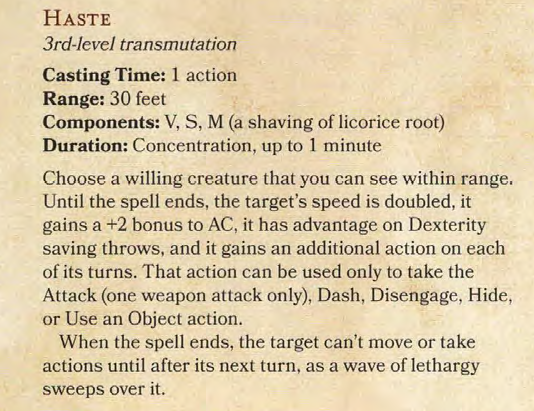 HASTE
3rd-level transmutation
Casting Time: 1 action
Range: 30 feet
Components: V, S, M (a shaving of licorice root)
Duration: Concentration, up to 1 minute
Choose a willing creature that you can see within range.
Until the spell ends, the target's speed is doubled, it
gains a +2 bonus to AC, it has advantage on Dexterity
saving throws, and it gains an additional action on each
of its turns. That action can be used only to take the
Attack (one weapon attack only), Dash, Disengage, Hide,
or Use an Object action.
When the spell ends, the target can't move or take
actions until after its next turn, as a wave of lethargy
sweeps over it.